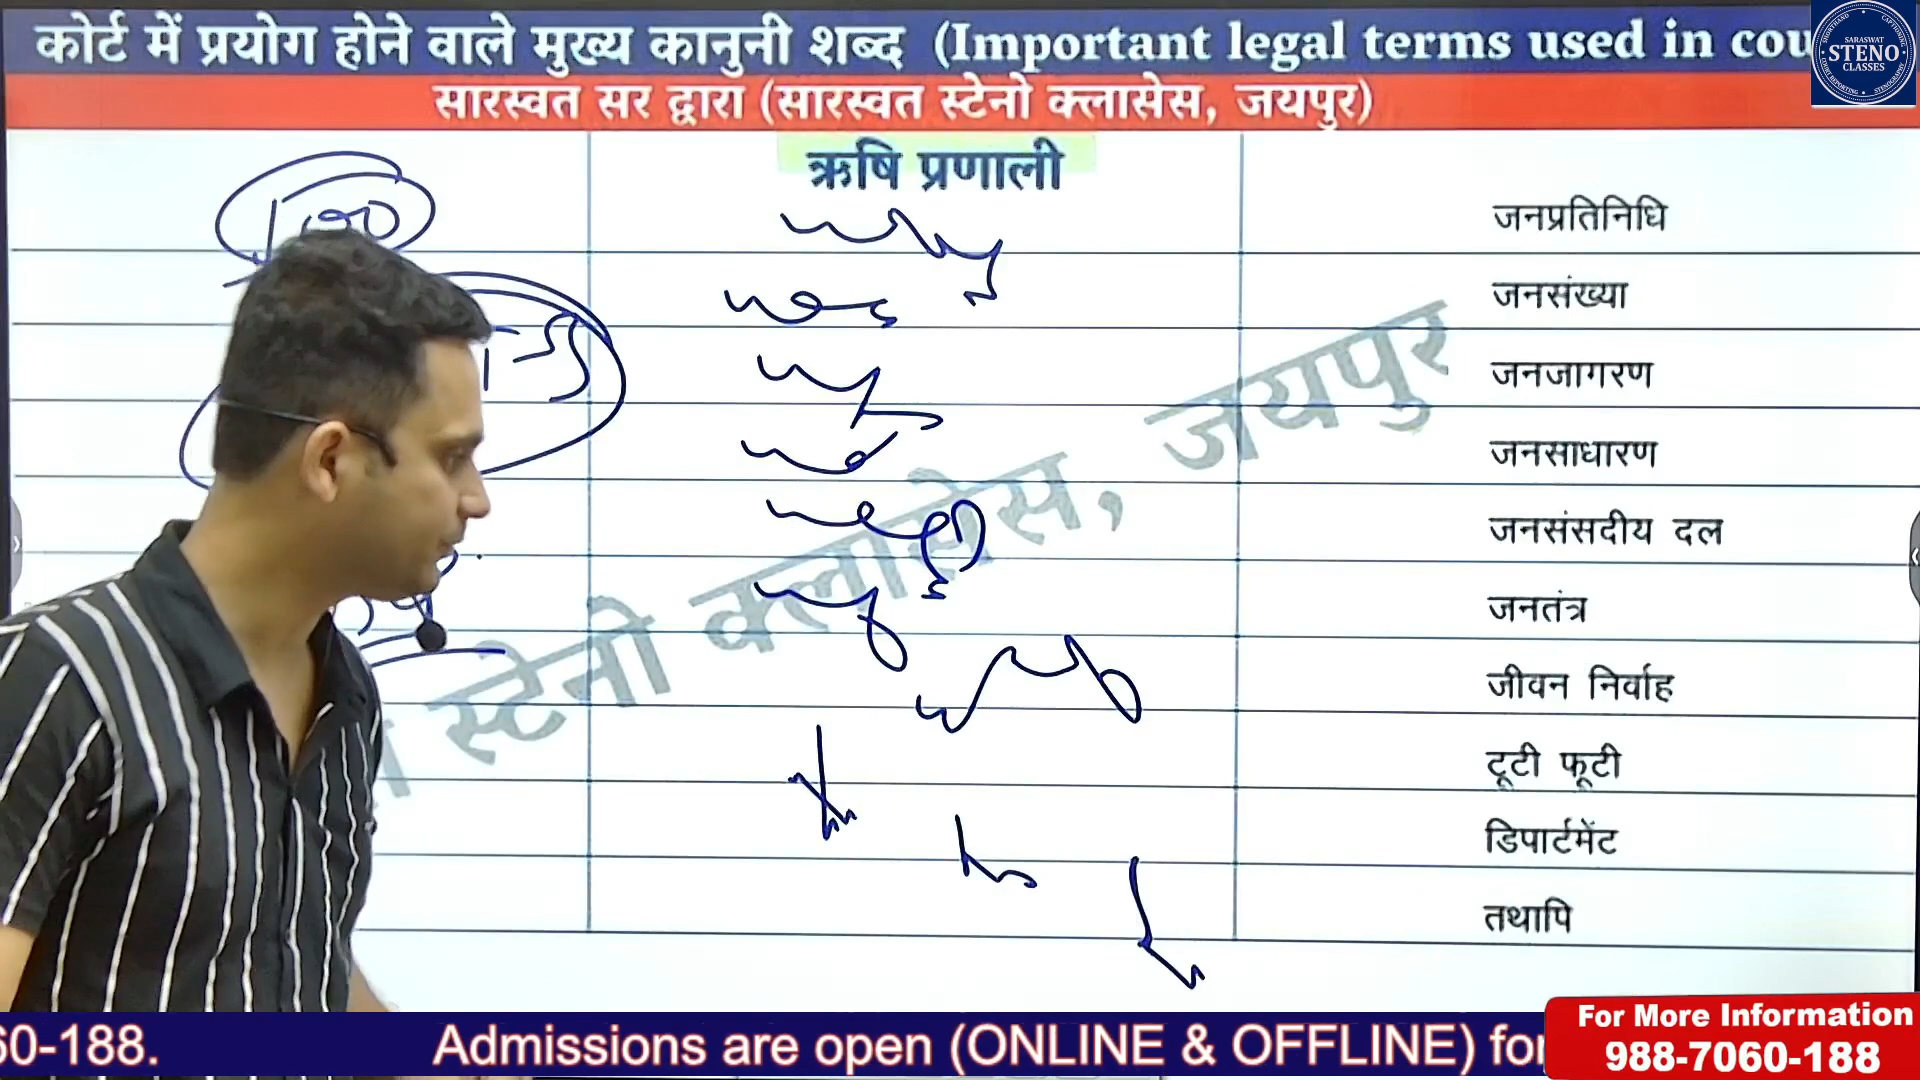 कोर्ट में प्रयोग होने वाले मुख्य कानुनी शब्द (Important legal terms used in cou
SARASWAT
STENO
CLASSES
सारस्वत सर द्वारा (सारस्वत स्टेनो क्लासेस, जयपुर)
ऋषि प्रणाली
जनप्रतिनिधि
जनसंख्या
जनजागरण
जनसाधारण
जनसंसदीय दल
जनतंत्र
जीवन निर्वाह
टूटी फूटी
डिपार्टमेंट
तथापि
स्टेनो क्लासेस, जयपुर
60-188. Admissions are open (ONLINE & OFFLINE) for
For More Information
988-7060-188